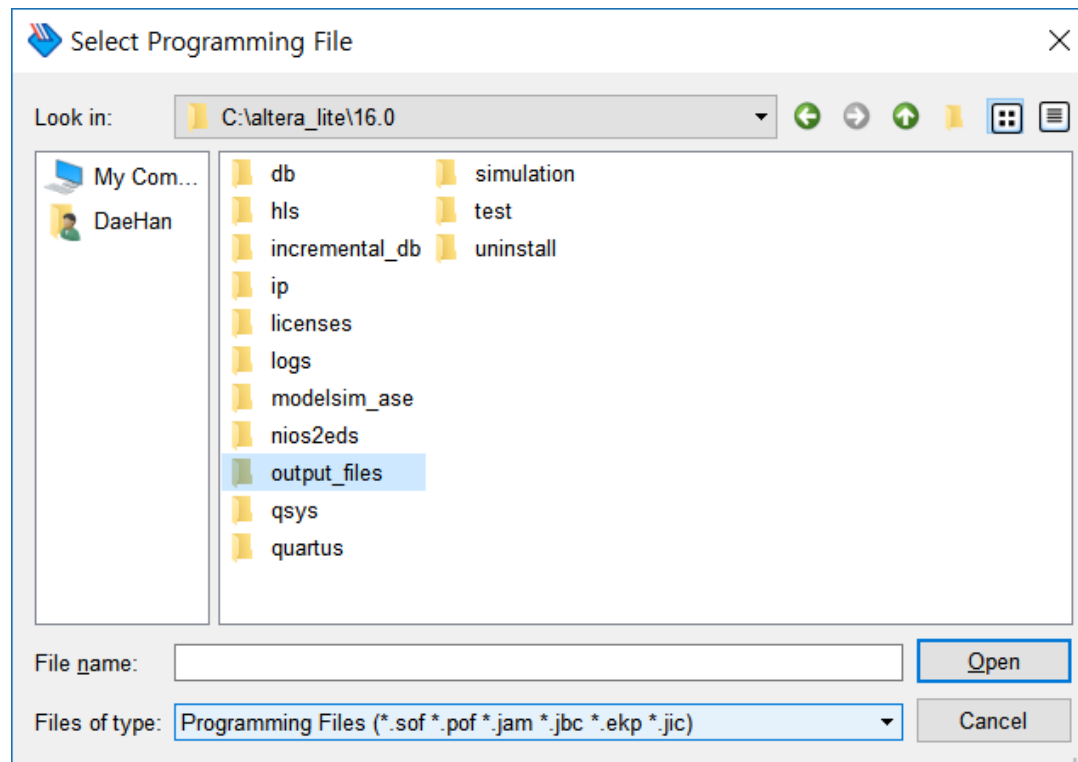 Select Programming File
Look in: C:\altera_lite\16.0
My Com...
DaeHan
db
hls
incremental_db
ip
licenses
logs
modelsim_ase
nios2eds
output_files
qsys
quartus
simulation
test
uninstall
File name:
Open
Files of type: Programming Files (*.sof *.pof *.jam *.jbc *.ekp *.jic)
Cancel